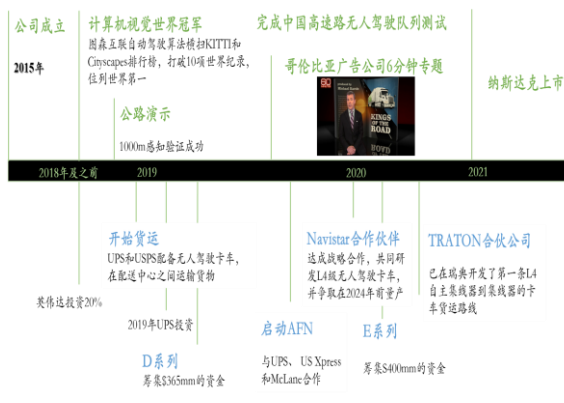 公司成立
2015年
计算机视觉世界冠军
图森互联自动驾驶算法横扫KITTI和
Cityscapes排行榜，打破10项世界纪录，
位列世界第一
公路演示
1000m感知验证成功
完成中国高速路无人驾驶队列测试
哥伦比亚广告公司6分钟专题
60
KINGS
OF THE
ROAD
纳斯达克上市
2018年及之前
2019
2020
2021
开始货运
UPS和USPS配备无人驾驶卡车，
在配送中心之间运输货物
Navistar合作伙伴
达成战略合作，共同研
发L4级无人驾驶卡车，
并争取在2024年前量产
TRATON合伙公司
已在瑞典开发了第一条L4
自主集线器到集线器的卡
车货运路线
英伟达投资20%
2019年UPS投资
启动AFN
与UPS、US Xpress
和McLane合作
E系列
筹集$400mm的资金
D系列
筹集$365mm的资金